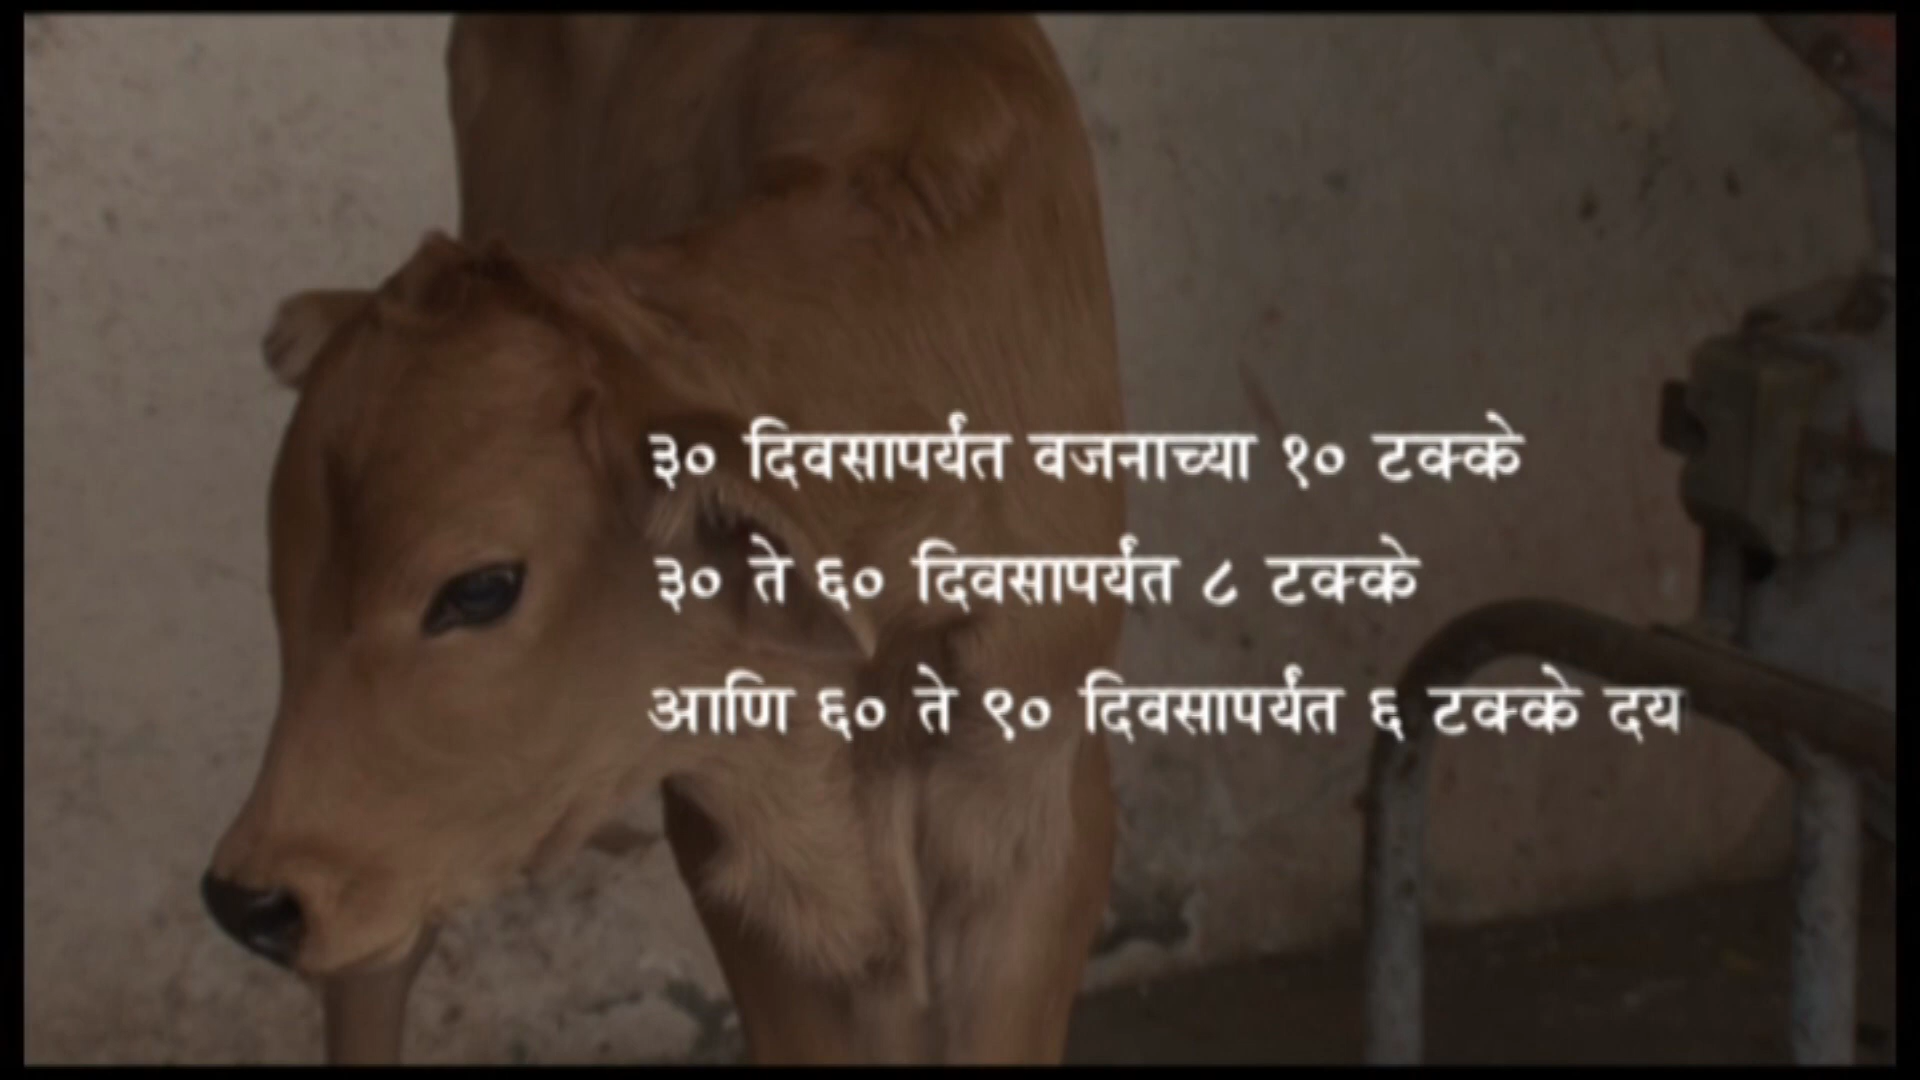 ३० दिवसापर्यंत वजनाच्या १० टक्के
३० ते ६० दिवसापर्यंत ८ टक्के
आणि ६० ते ९० दिवसापर्यंत ६ टक्के दय